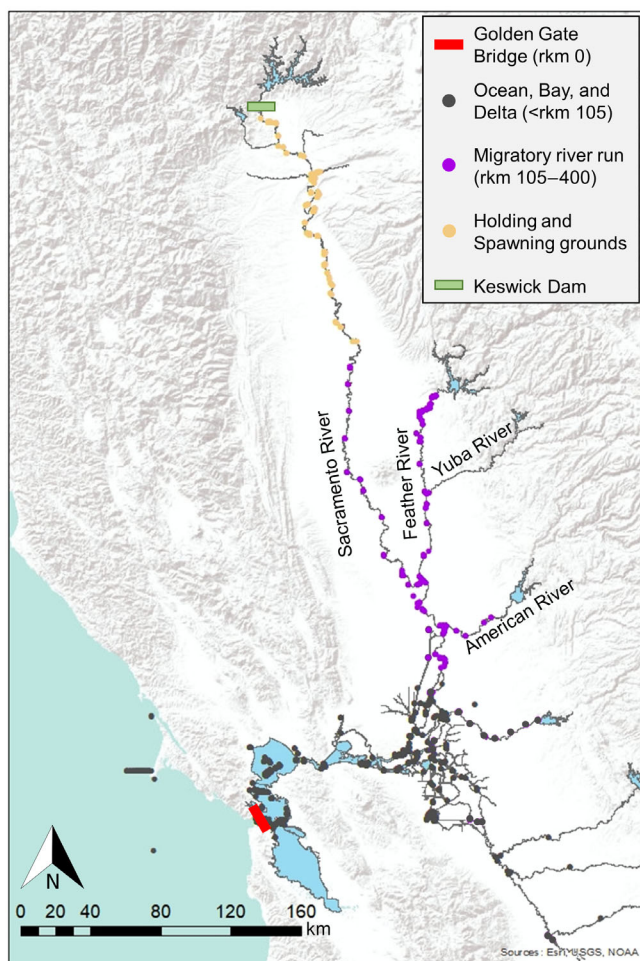 Golden Gate
Bridge (rkm 0)
Ocean, Bay, and
Delta (<rkm 105)
Migratory river run
(rkm 105–400)
Holding and
Spawning grounds
Keswick Dam
Sacramento River
Feather River
Yuba River
American River
N
0 20 40 80 120 160
km
Sources: Esri, USGS, NOAA